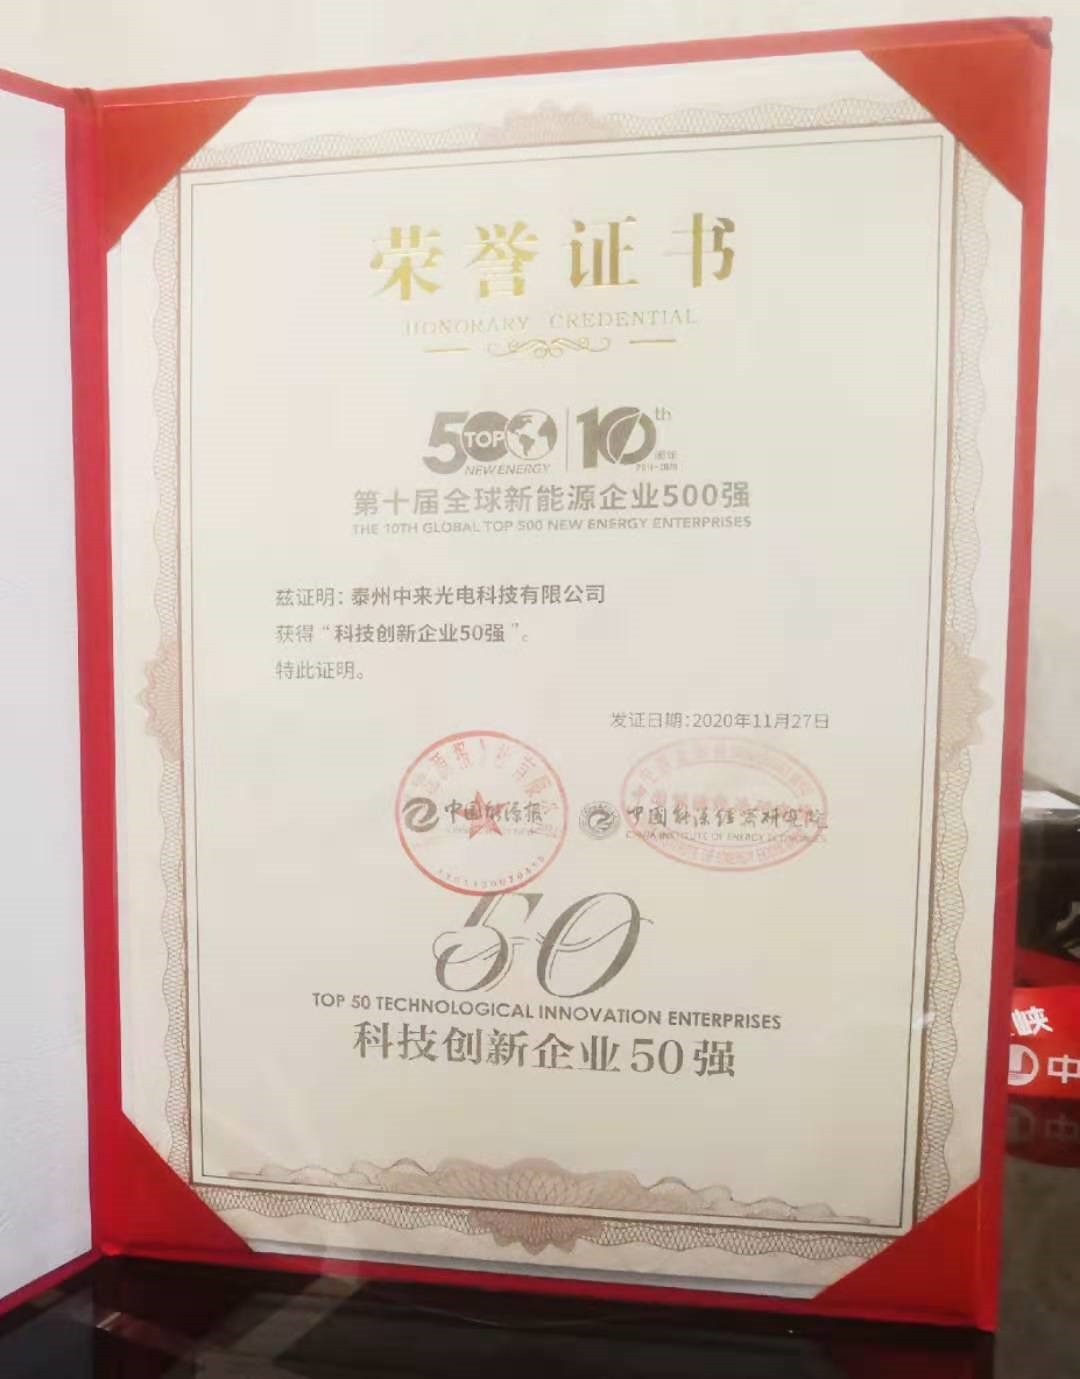 荣誉证书
HONORARY CREDENTIAL
500 TOP NEW ENERGY 10th
2011-2020
第十届全球新能源企业500强
THE 10TH GLOBAL TOP 500 NEW ENERGY ENTERPRISES
兹证明：泰州中来光电科技有限公司
获得“科技创新企业50强”。
特此证明。
发证日期：2020年11月27日
中国能源报 中国能源经济研究院
CHINA INSTITUTE OF ENERGY ECONOMICS
50
TOP 50 TECHNOLOGICAL INNOVATION ENTERPRISES
科技创新企业50强
峡
中